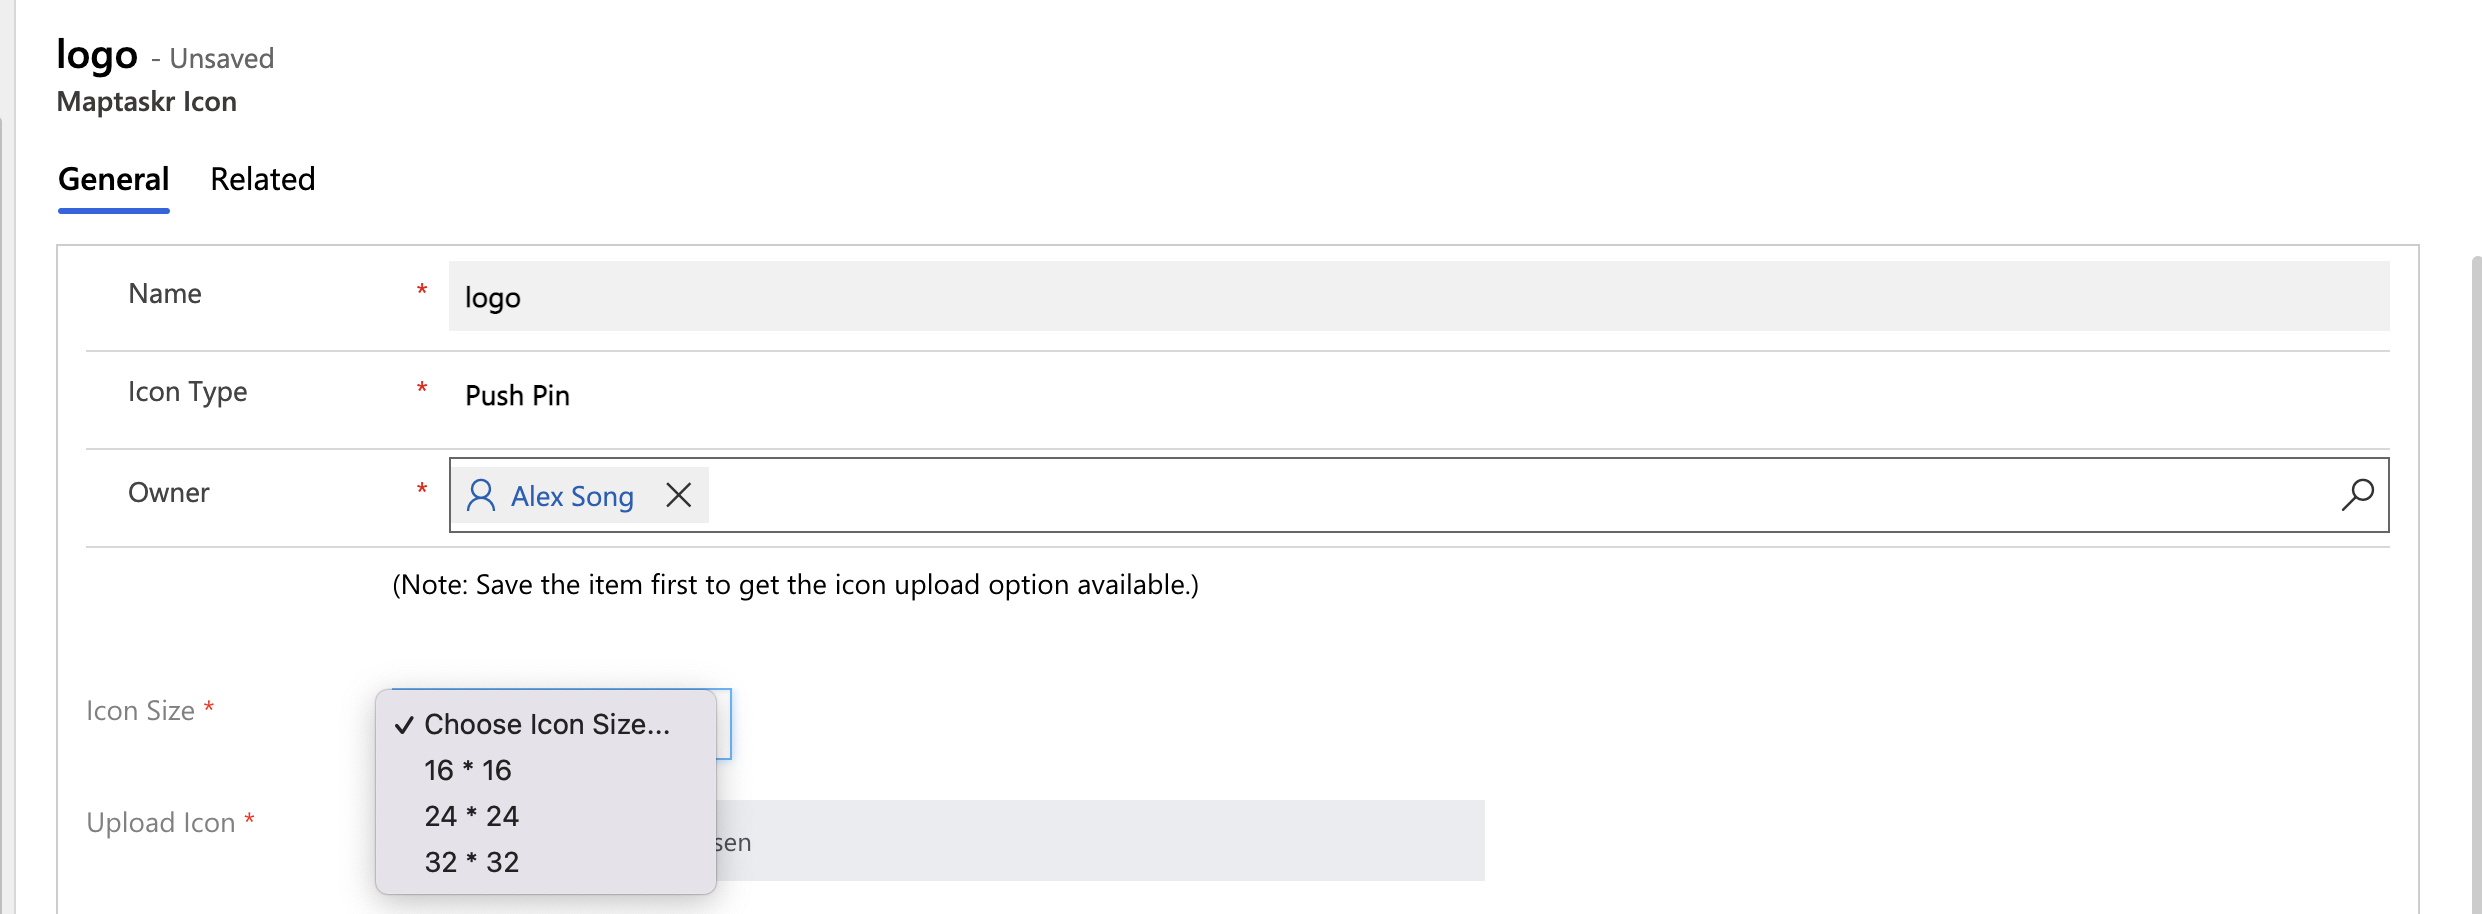 logo - Unsaved
Maptaskr Icon
General Related
Name * logo
Icon Type * Push Pin
Owner * Alex Song
(Note: Save the item first to get the icon upload option available.)
Icon Size *
✓ Choose Icon Size...
16 * 16
24 * 24
32 * 32
Upload Icon * sen